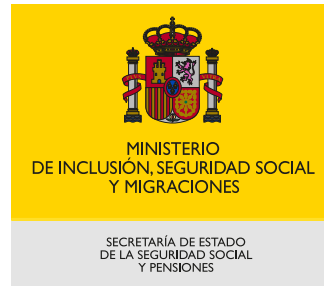 MINISTERIO
DE INCLUSIÓN, SEGURIDAD SOCIAL
Y MIGRACIONES
SECRETARÍA DE ESTADO
DE LA SEGURIDAD SOCIAL
Y PENSIONES